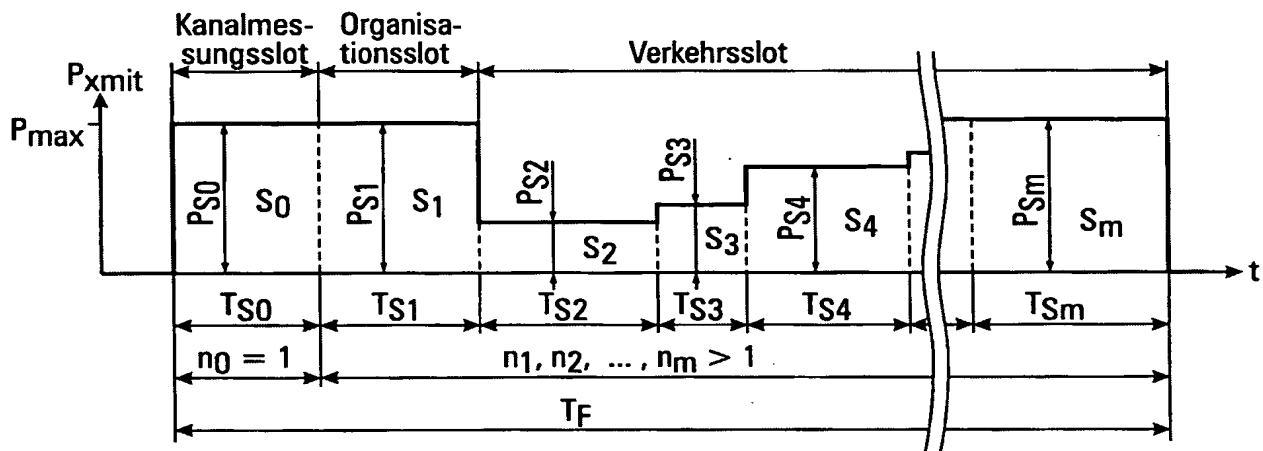 Kanalmes-
sungsslot
Organisa-
tionsslot
Verkehrsslot
Pxmit
Pmax
PS0
S0
PS1
S1
PS2
S2
PS3
S3
PS4
S4
PSm
Sm
t
TS0
TS1
TS2
TS3
TS4
TSm
n0 = 1
n1, n2, ..., nm > 1
TF